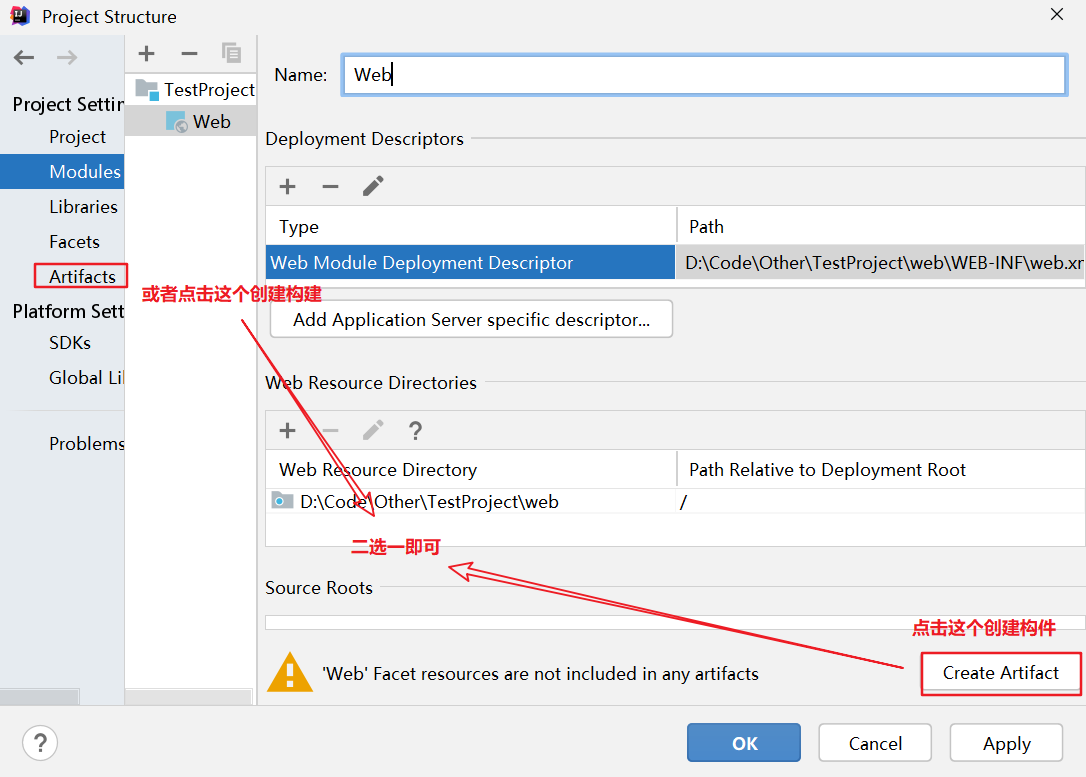 Project Structure
Name:
Web
Project Settin
Project
Modules
Libraries
Facets
Artifacts
Platform Sett
SDKs
Global Lil
Problems
TestProject
Web
Deployment Descriptors
Type
Path
Web Module Deployment Descriptor
D:\Code\Other\TestProject\web\WEB-INF\web.xr
或者点击这个创建构建
Add Application Server specific descriptor...
Web Resource Directories
Web Resource Directory
Path Relative to Deployment Root
D:\Code\Other\TestProject\web
/
二选一即可
Source Roots
点击这个创建构件
'Web' Facet resources are not included in any artifacts
Create Artifact
?
OK
Cancel
Apply